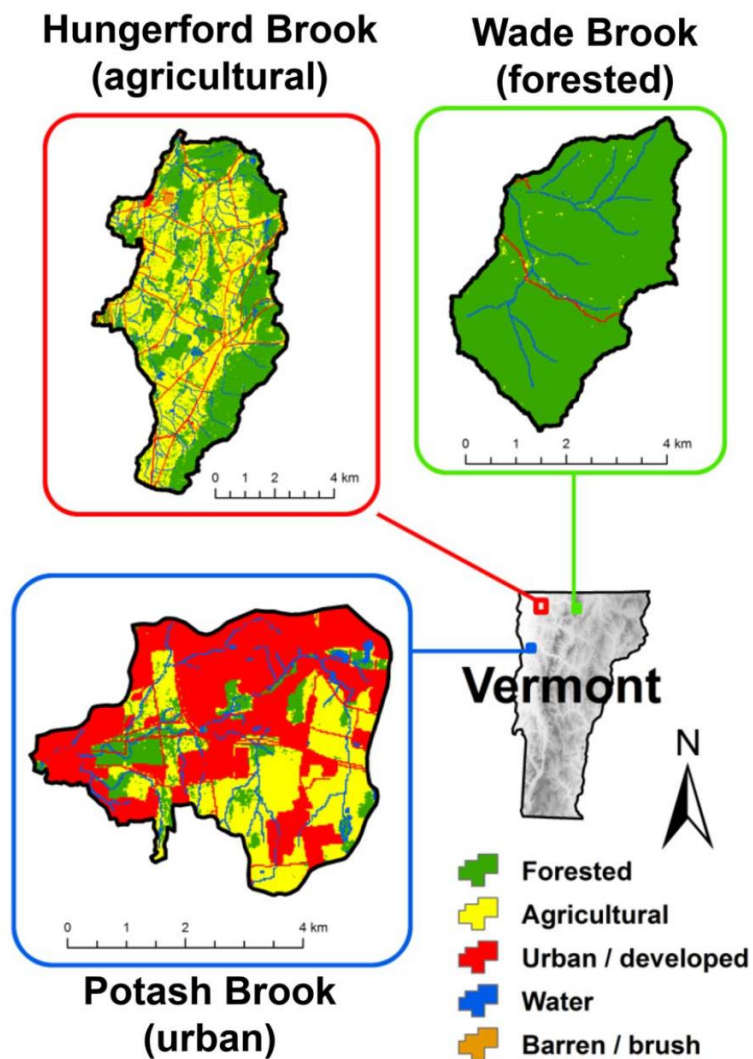 Hungerford Brook
(agricultural)
Wade Brook
(forested)
0 1 2 4 km
0 1 2 4 km
Vermont
N
0 1 2 4 km
Potash Brook
(urban)
Forested
Agricultural
Urban / developed
Water
Barren / brush